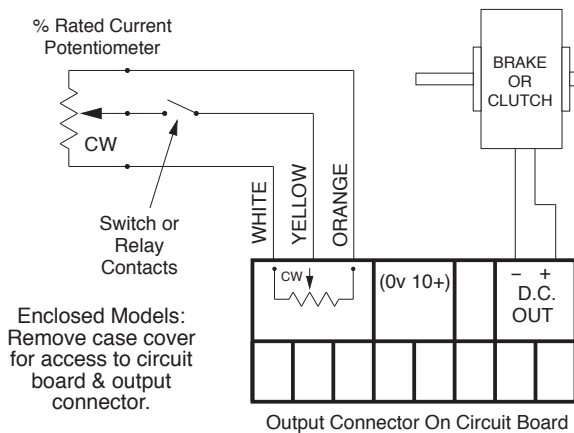 % Rated Current
Potentiometer
CW
Switch or
Relay
Contacts
WHITE
YELLOW
ORANGE
BRAKE
OR
CLUTCH
CW
(0v 10+)
– +
D.C.
OUT
Enclosed Models:
Remove case cover
for access to circuit
board & output
connector.
Output Connector On Circuit Board